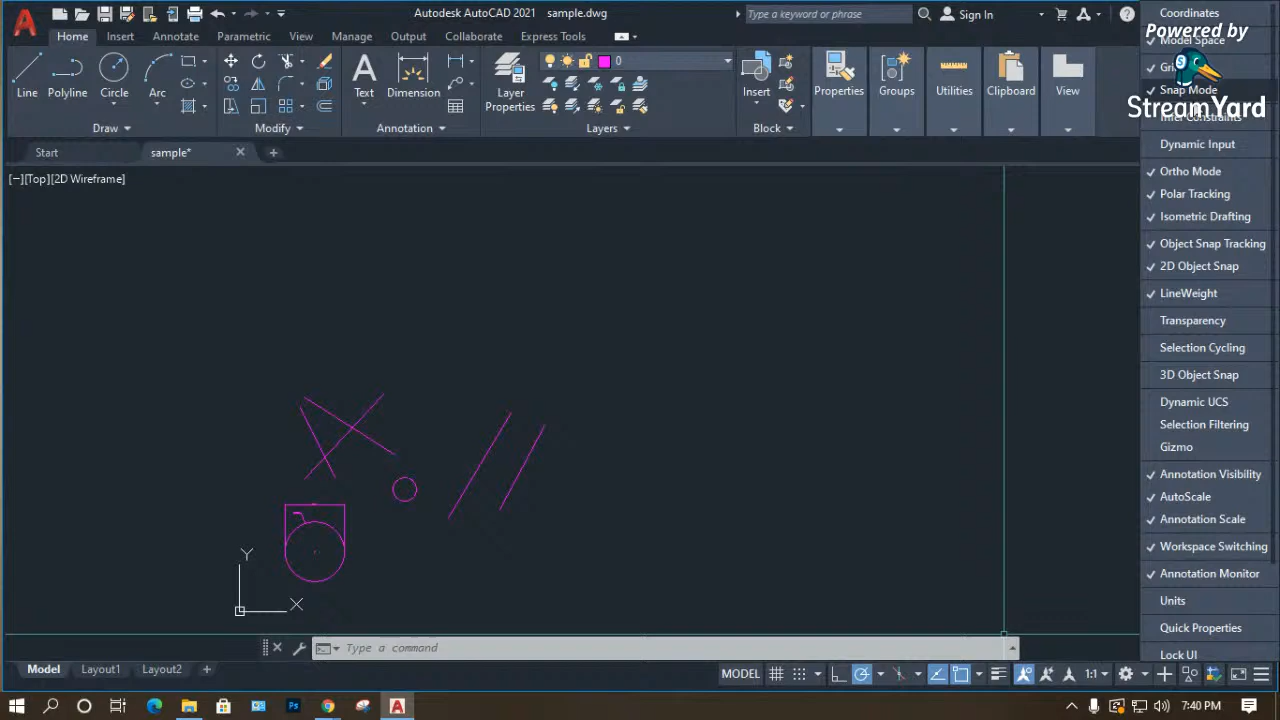 Autodesk AutoCAD 2021 sample.dwg
Type a keyword or phrase
Sign In
Home Insert Annotate Parametric View Manage Output Collaborate Express Tools
Line Polyline Circle Arc
Text Dimension
Layer Properties
0
Insert
Properties
Groups
Utilities
Clipboard
View
Draw Modify Annotation Layers Block
Start sample*
[−][Top][2D Wireframe]
Y
X
Type a command
Model Layout1 Layout2
MODEL
1:1
7:40 PM
Coordinates
Model Space
Powered by
StreamYard
Snap Mode
Infer Constraints
Dynamic Input
Ortho Mode
Polar Tracking
Isometric Drafting
Object Snap Tracking
2D Object Snap
LineWeight
Transparency
Selection Cycling
3D Object Snap
Dynamic UCS
Selection Filtering
Gizmo
Annotation Visibility
AutoScale
Annotation Scale
Workspace Switching
Annotation Monitor
Units
Quick Properties
Lock UI